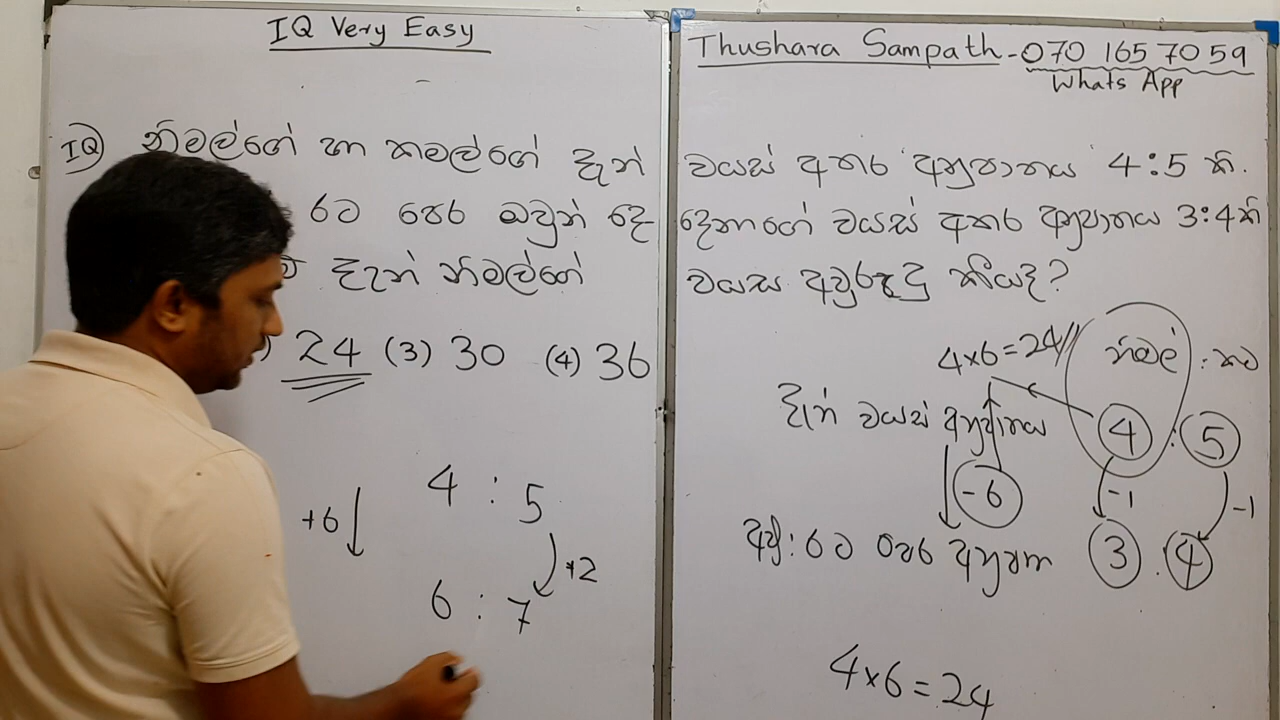 IQ Very Easy
Thushara Sampath - 070 165 7059
Whats App
IQ) නිමල්ගේ හා කමල්ගේ දැන් වයස් අතර අනුපාතය 4:5 කි.
6ට පෙර ඔවුන් දෙ දෙනාගේ වයස් අතර අනුපාතය 3:4කි
දැන් නිමල්ගේ වයස අවුරුදු කීයද?
) 24 (3) 30 (4) 36
4×6=24//
නිමල් : කම
දැන් වයස් අනුපාතය 4 : 5
-6 -1 -1
අවු: 6ට පෙර අනුපාත 3 : 4
4×6=24
4 : 5
+6 +2
6 : 7